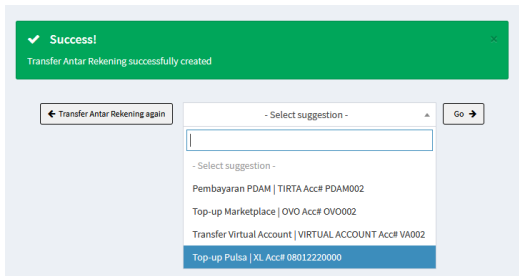 Success!
Transfer Antar Rekening successfully created
Transfer Antar Rekening again
- Select suggestion -
Go
- Select suggestion -
Pembayaran PDAM | TIRTA Acc# PDAM002
Top-up Marketplace | OVO Acc# OVO002
Transfer Virtual Account | VIRTUAL ACCOUNT Acc# VA002
Top-up Pulsa | XL Acc# 08012220000